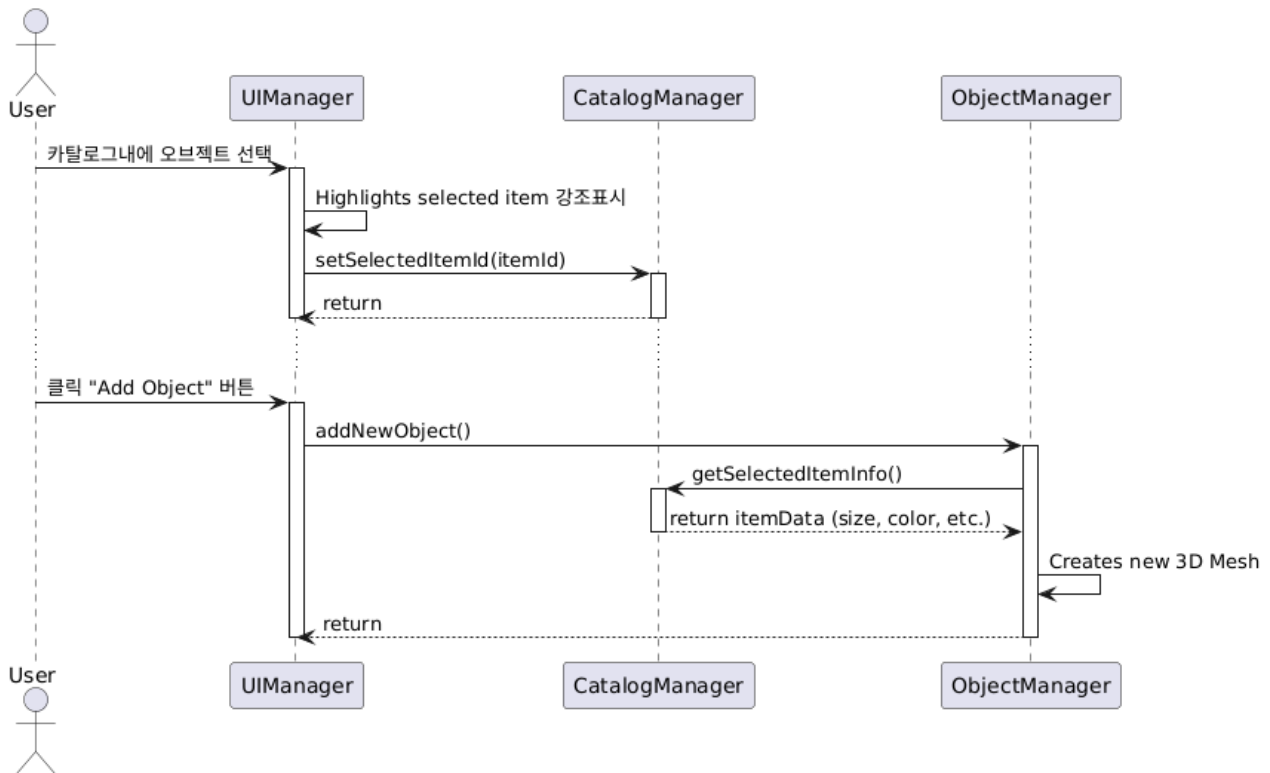 User
UIManager
CatalogManager
ObjectManager
카탈로그내에 오브젝트 선택
Highlights selected item 강조표시
setSelectedItemId(itemId)
return
클릭 "Add Object" 버튼
addNewObject()
getSelectedItemInfo()
return itemData (size, color, etc.)
Creates new 3D Mesh
return
User
UIManager
CatalogManager
ObjectManager